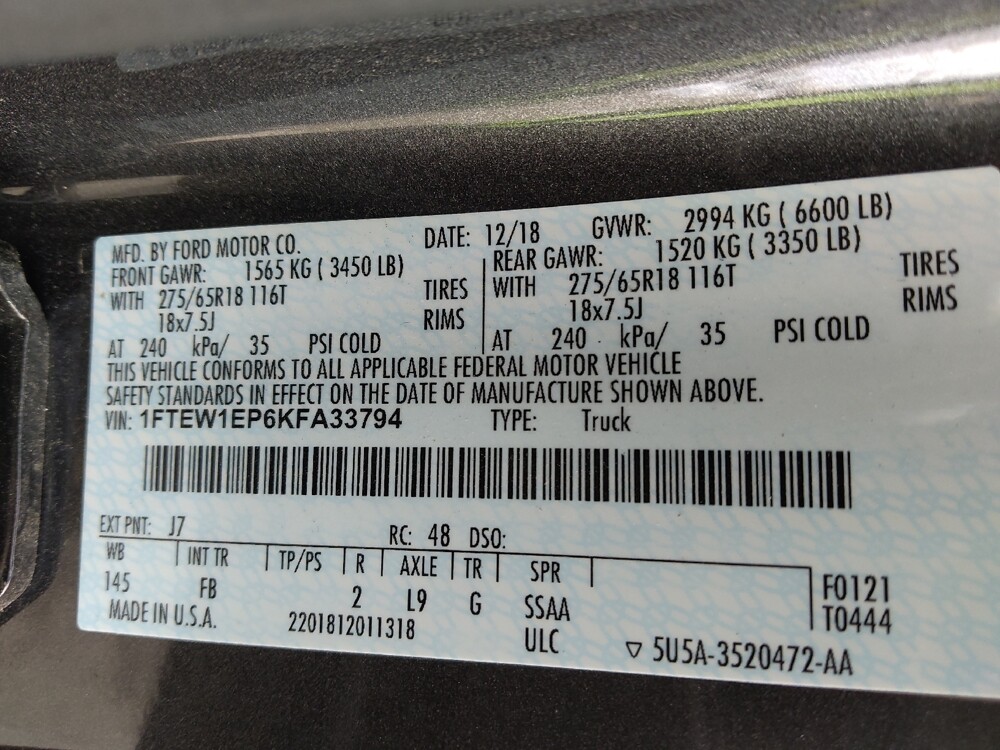 MFD. BY FORD MOTOR CO. DATE: 12/18 GVWR: 2994 KG ( 6600 LB)
FRONT GAWR: 1565 KG ( 3450 LB) REAR GAWR: 1520 KG ( 3350 LB)
WITH 275/65R18 116T TIRES WITH 275/65R18 116T TIRES
18x7.5J RIMS 18x7.5J RIMS
AT 240 kPa/ 35 PSI COLD AT 240 kPa/ 35 PSI COLD
THIS VEHICLE CONFORMS TO ALL APPLICABLE FEDERAL MOTOR VEHICLE
SAFETY STANDARDS IN EFFECT ON THE DATE OF MANUFACTURE SHOWN ABOVE.
VIN: 1FTEW1EP6KFA33794 TYPE: Truck
EXT PNT: J7 RC: 48 DSO:
WB INT TR TP/PS R AXLE TR SPR
145 FB 2 L9 G SSAA F0121
MADE IN U.S.A. 2201812011318 ULC T0444
▽ 5U5A-3520472-AA